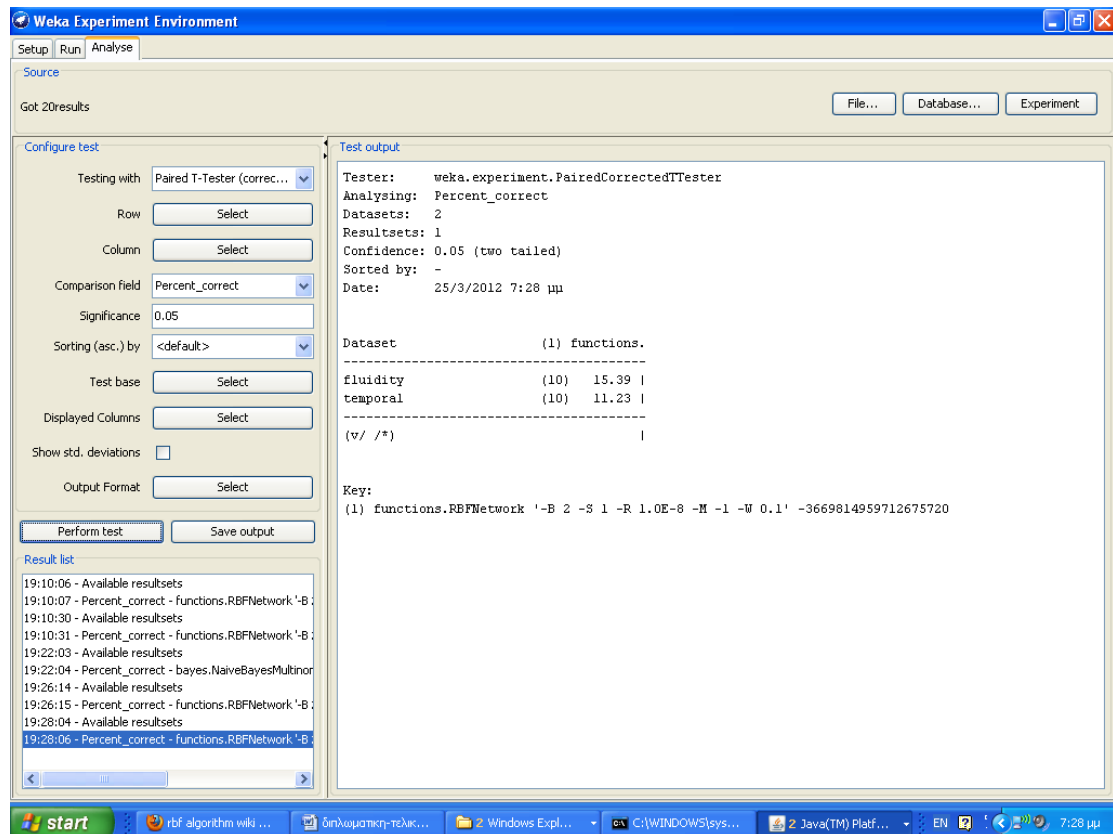 Weka Experiment Environment
Setup Run Analyse
Source
Got 20results
File... Database... Experiment
Configure test
Testing with Paired T-Tester (correc...
Row Select
Column Select
Comparison field Percent_correct
Significance 0.05
Sorting (asc.) by <default>
Test base Select
Displayed Columns Select
Show std. deviations
Output Format Select
Perform test Save output
Result list
19:10:06 - Available resultsets
19:10:07 - Percent_correct - functions.RBFNetwork '-B 2
19:10:30 - Available resultsets
19:10:31 - Percent_correct - functions.RBFNetwork '-B
19:22:03 - Available resultsets
19:22:04 - Percent_correct - bayes.NaiveBayesMultinor
19:26:14 - Available resultsets
19:26:15 - Percent_correct - functions.RBFNetwork '-B
19:28:04 - Available resultsets
19:28:06 - Percent_correct - functions.RBFNetwork '-B
Test output
Tester: weka.experiment.PairedCorrectedTTester
Analysing: Percent_correct
Datasets: 2
Resultsets: 1
Confidence: 0.05 (two tailed)
Sorted by: -
Date: 25/3/2012 7:28 μμ
Dataset (1) functions.
----------------------------------------
fluidity (10) 15.39 |
temporal (10) 11.23 |
----------------------------------------
(v/ /*) |
Key:
(1) functions.RBFNetwork '-B 2 -S 1 -R 1.0E-8 -M -1 -W 0.1' -3669814959712675720
start rbf algorithm wiki ... διπλωματικη-τελικ... 2 Windows Expl... C:\WINDOWS\sys... 2 Java(TM) Platf... EN 7:28 μμ